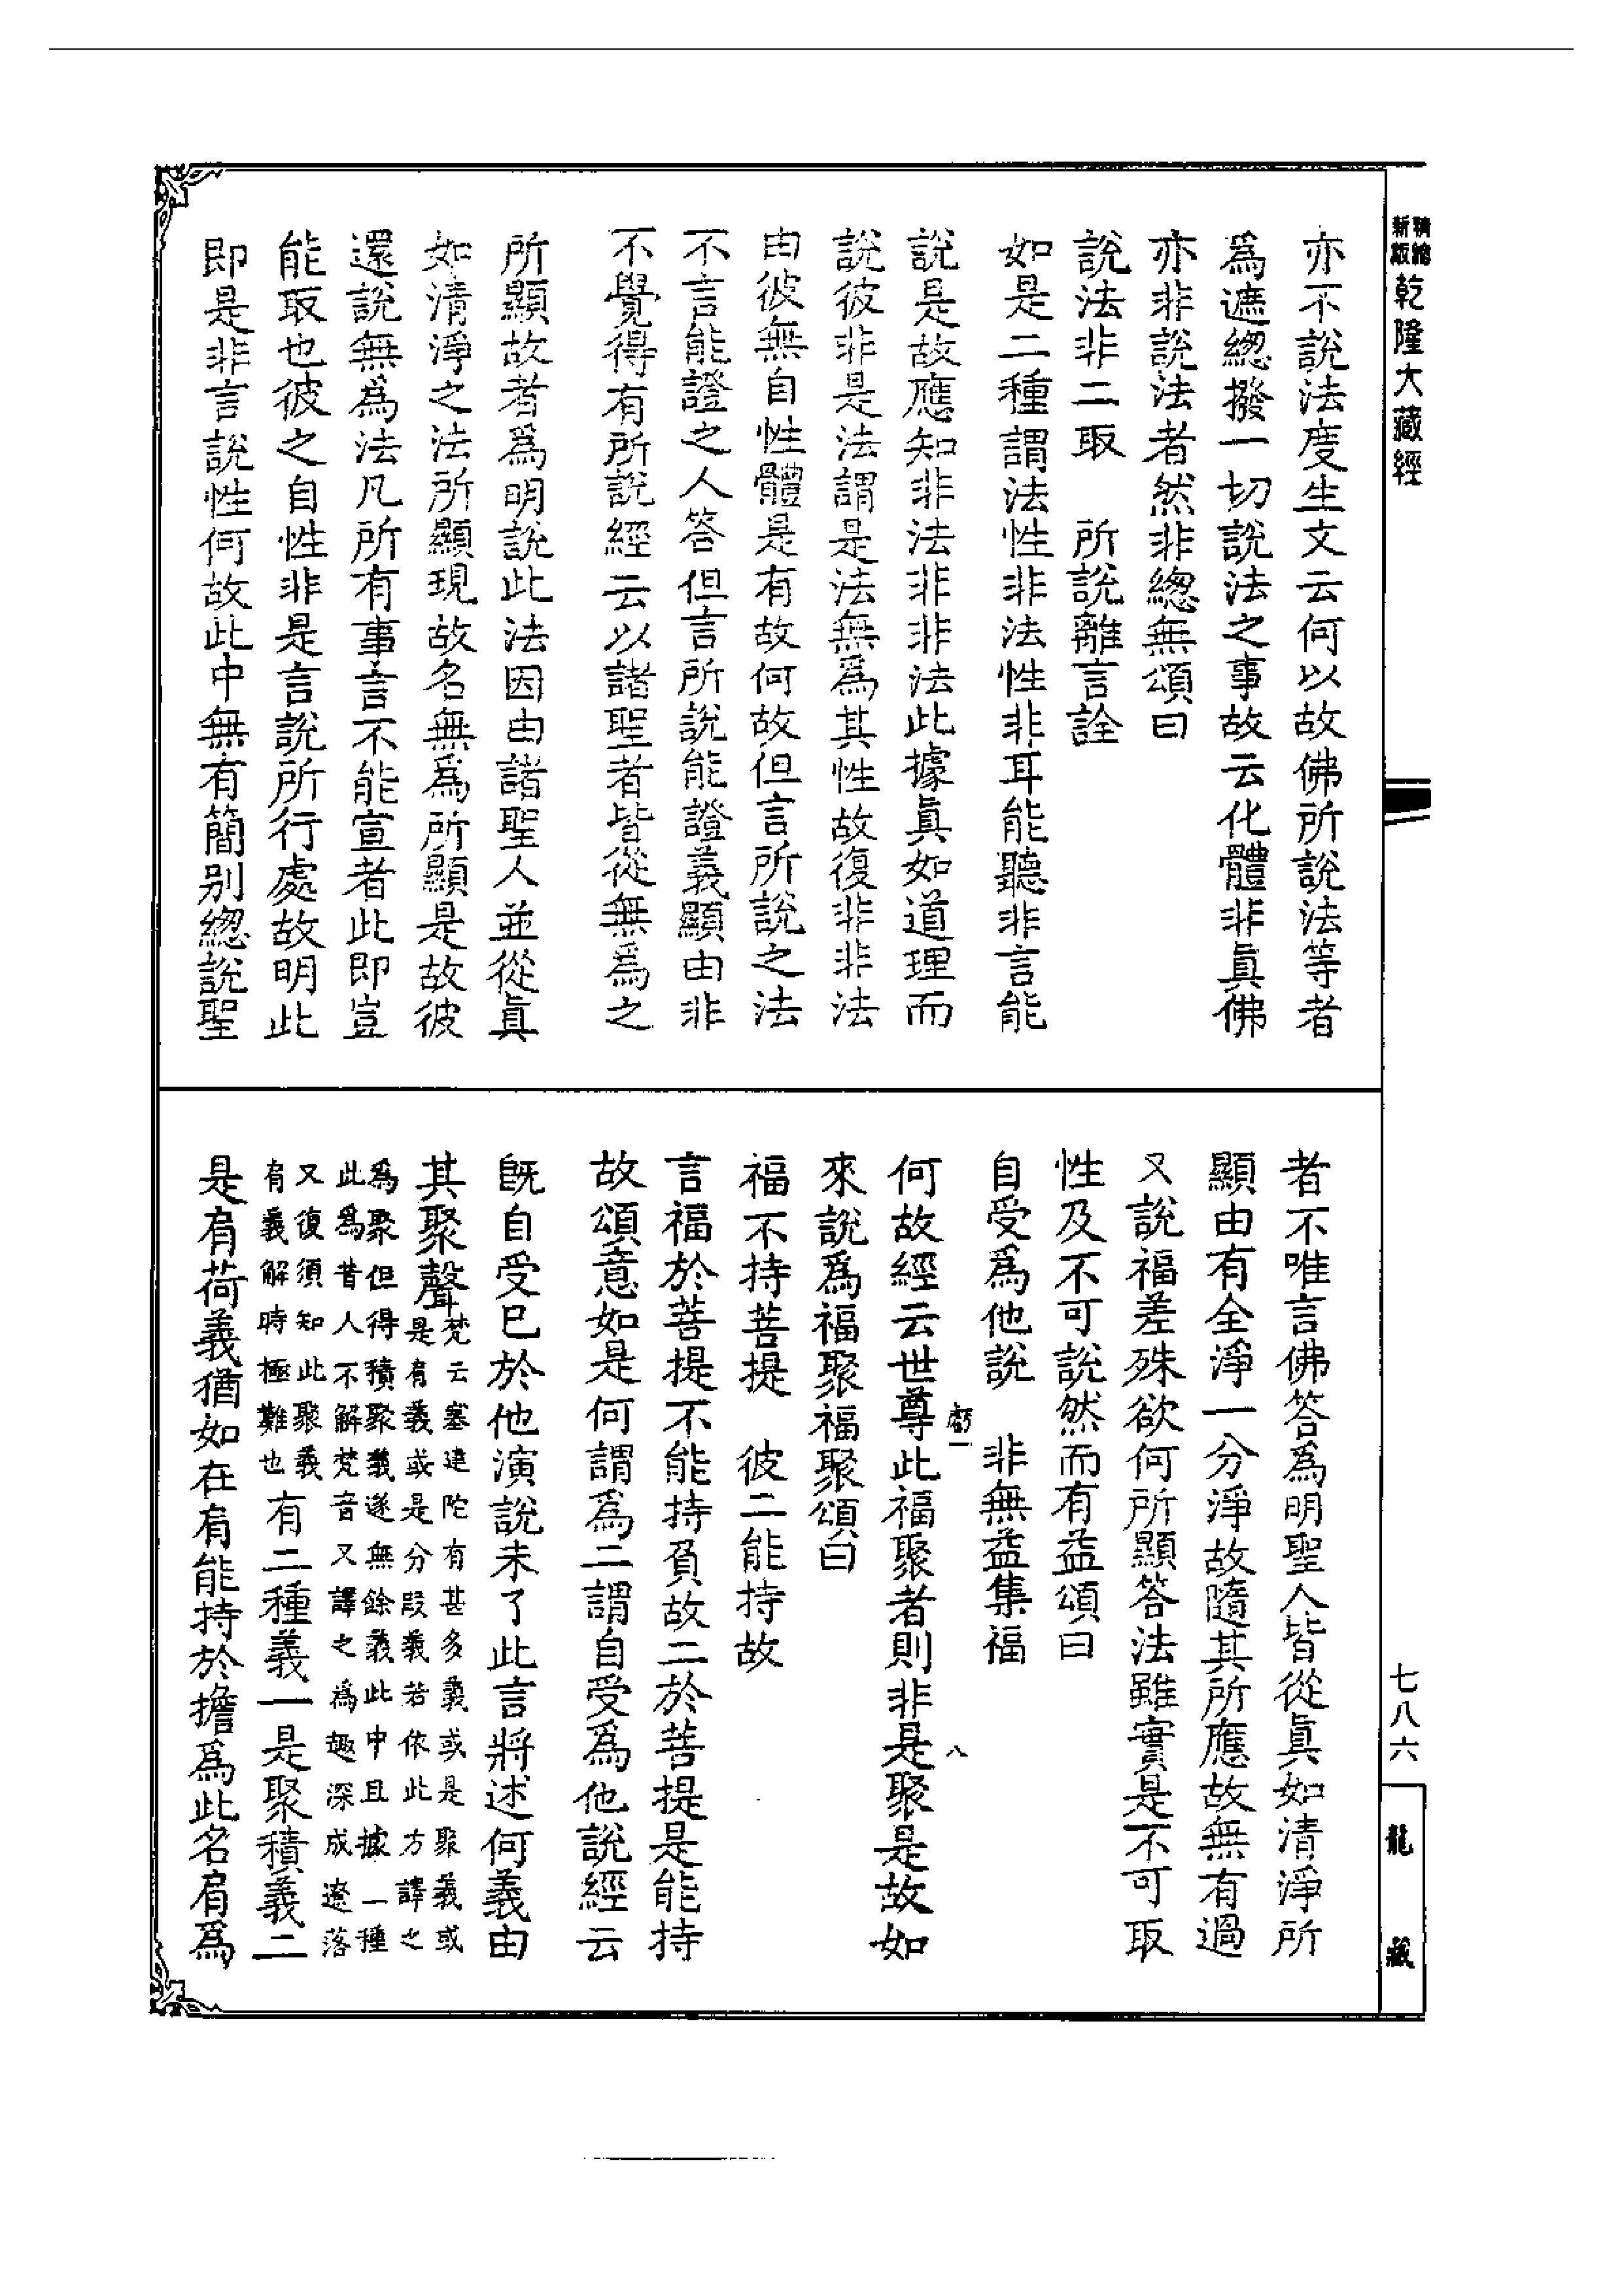 新版
精縮
乾隆大藏經
亦不說法度生文云何以故佛所說法等者
爲遮總撥一切說法之事故云化體非眞佛
亦非說法者然非總無頌曰
說法非二取　所說離言詮
如是二種謂法性非法性非耳能聽非言能
說是故應知非法非非法此據眞如道理而
說彼非是法謂是法無爲其性故復非非法
由彼無自性體是有故何故但言所說之法
不言能證之人答但言所說能證義顯由非
不覺得有所說經云以諸聖者皆從無爲之
所顯故者爲明說此法因由諸聖人並從眞
如清淨之法所顯現故名無爲所顯是故彼
還說無爲法凡所有事言不能宣者此即豈
能取也彼之自性非是言說所行處故明此
即是非言說性何故此中無有簡别總說聖
者不唯言佛答爲明聖人皆從眞如清淨所
顯由有全淨一分淨故隨其所應故無有過
又說福差殊欲何所顯答法雖實是不可取
性及不可說然而有益頌曰
自受爲他說　非無益集福
虧一
八
何故經云世尊此福聚者則非是聚是故如
來說爲福聚福聚頌曰
福不持菩提　彼二能持故
言福於菩提不能持負故二於菩提是能持
故頌意如是何謂爲二謂自受爲他說經云
旣自受已於他演說未了此言將述何義由
其聚聲
梵云塞建陀有甚多義或是聚義或
是肩義或是分段義若依此方譯之
爲聚但得積聚義遂無餘義此中且據一種
此爲昔人不解梵音又譯之爲趣深成遼落
又復須知此聚義
有義解時極難也
有二種義一是聚積義二
是肩荷義猶如在肩能持於擔爲此名肩爲
七八六
龍藏